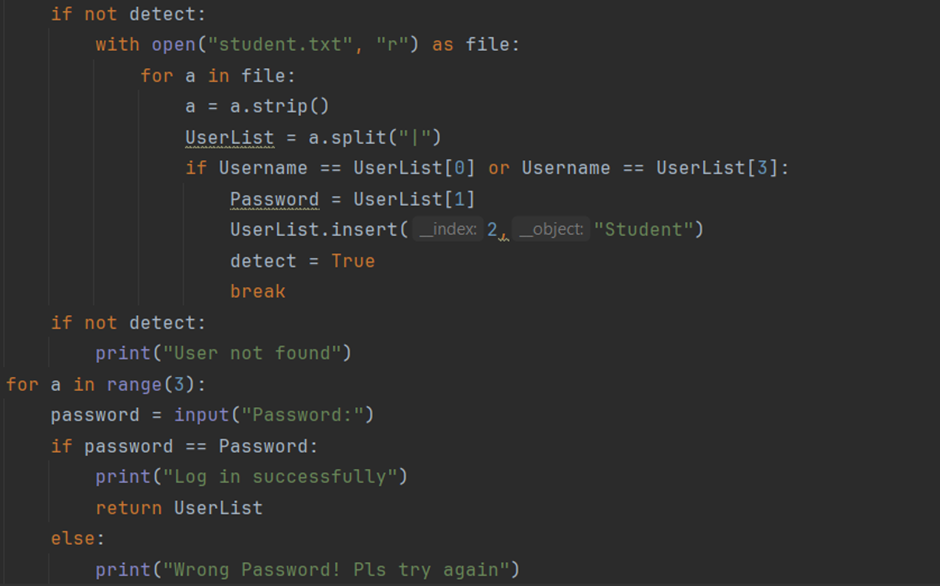 if not detect:
with open("student.txt", "r") as file:
for a in file:
a = a.strip()
UserList = a.split("|")
if Username == UserList[0] or Username == UserList[3]:
Password = UserList[1]
UserList.insert( __index: 2, __object: "Student")
detect = True
break
if not detect:
print("User not found")
for a in range(3):
password = input("Password:")
if password == Password:
print("Log in successfully")
return UserList
else:
print("Wrong Password! Pls try again")